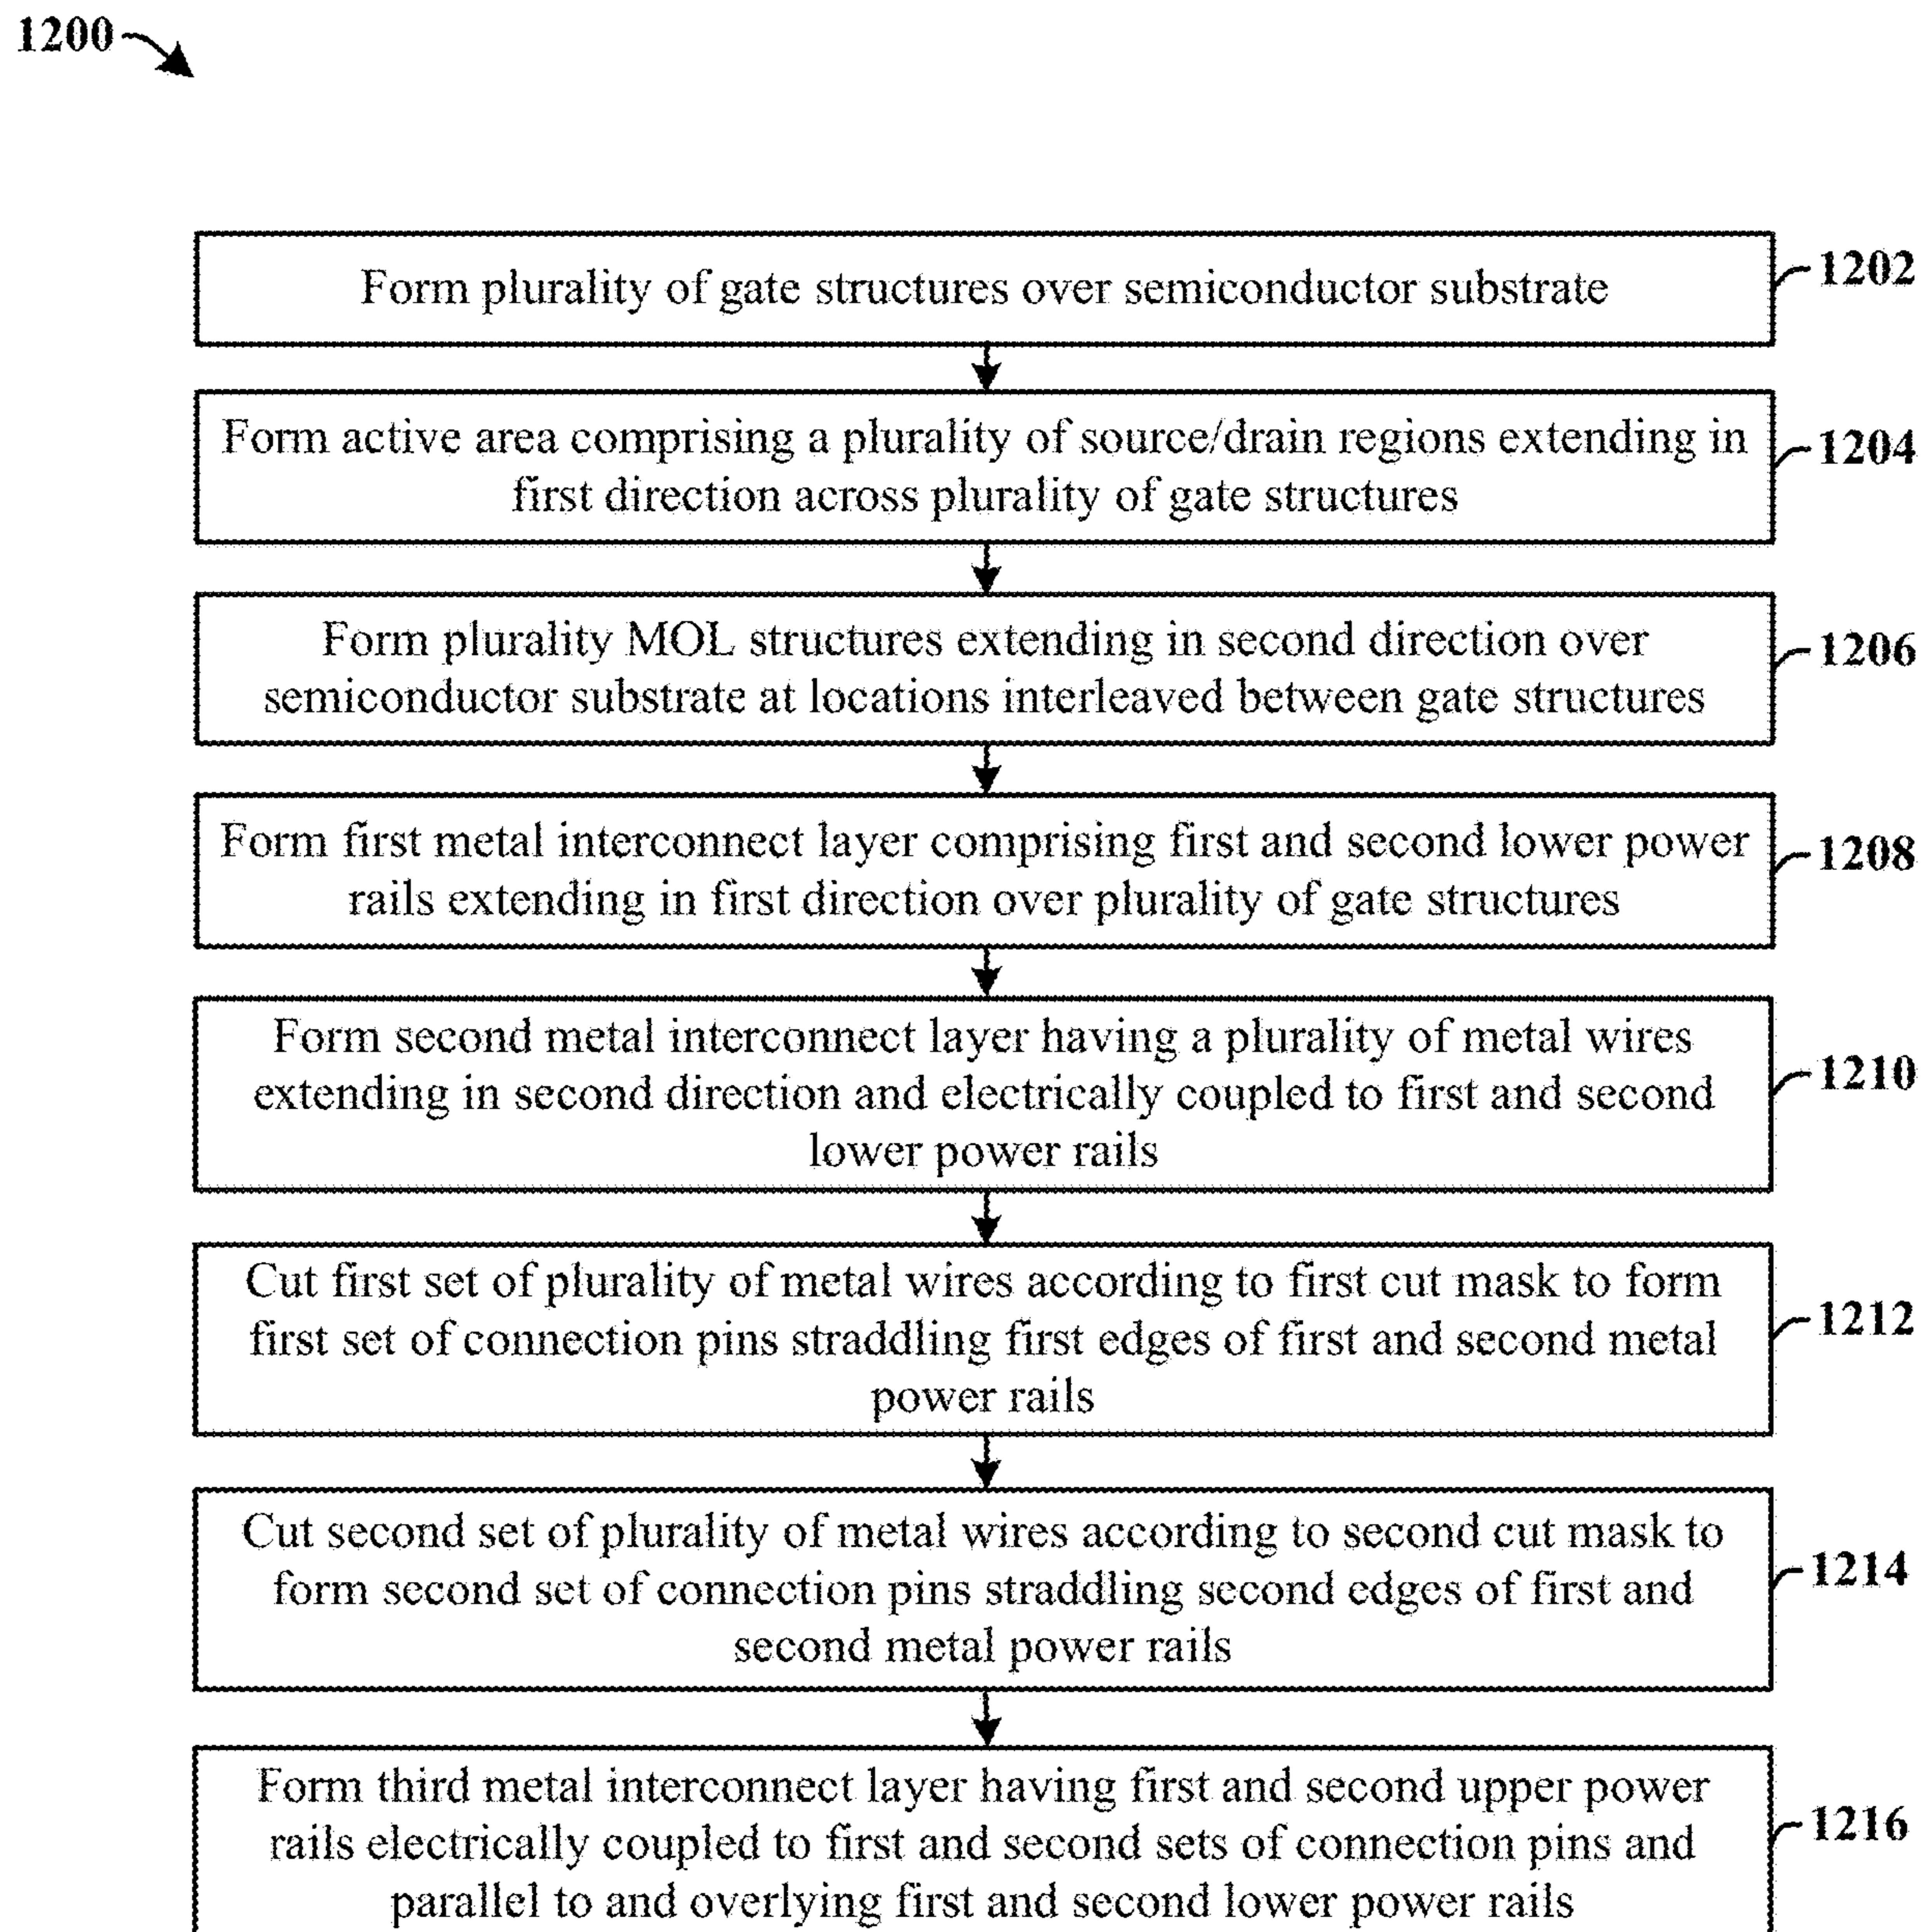 1200
Form plurality of gate structures over semiconductor substrate
1202
Form active area comprising a plurality of source/drain regions extending in
first direction across plurality of gate structures
1204
Form plurality MOL structures extending in second direction over
semiconductor substrate at locations interleaved between gate structures
1206
Form first metal interconnect layer comprising first and second lower power
rails extending in first direction over plurality of gate structures
1208
Form second metal interconnect layer having a plurality of metal wires
extending in second direction and electrically coupled to first and second
lower power rails
1210
Cut first set of plurality of metal wires according to first cut mask to form
first set of connection pins straddling first edges of first and second metal
power rails
1212
Cut second set of plurality of metal wires according to second cut mask to
form second set of connection pins straddling second edges of first and
second metal power rails
1214
Form third metal interconnect layer having first and second upper power
rails electrically coupled to first and second sets of connection pins and
parallel to and overlying first and second lower power rails
1216